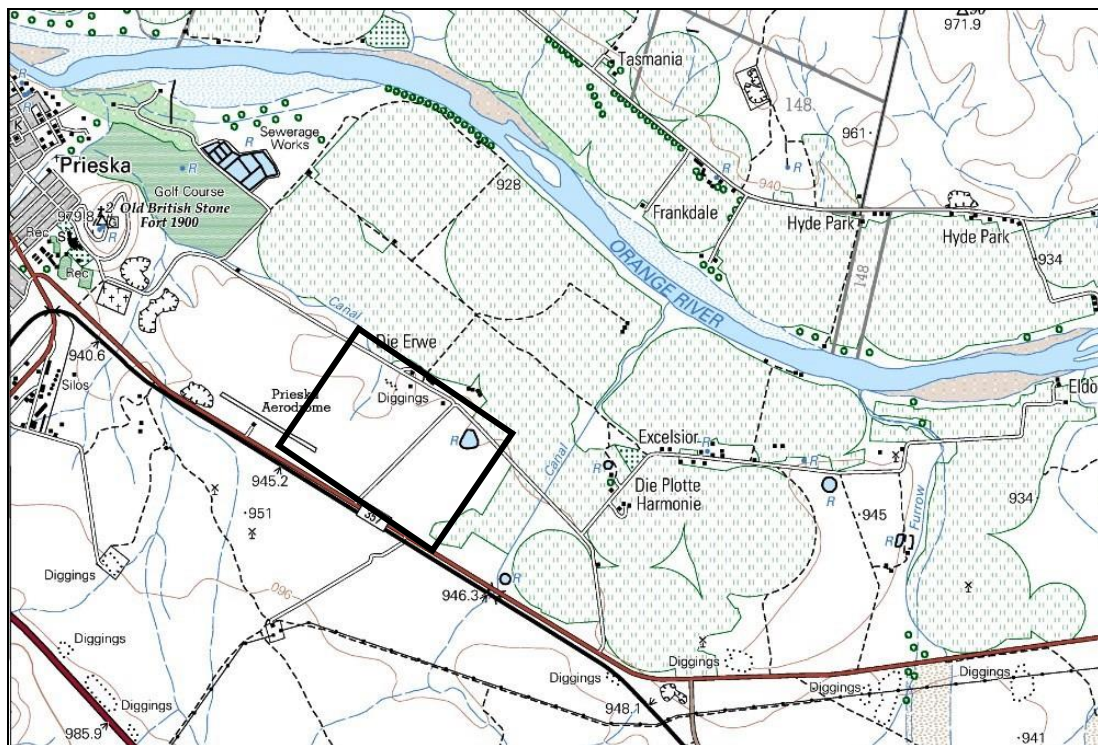 971.9
Tasmania
148
961
R
R
Sewerage
Works
R
Prieska
R
Golf Course
Old British Stone
Fort 1900
R
928
940
Frankdale
Hyde Park
Hyde Park
934
148
Rec
Rec
ORANGE RIVER
Canal
Die Erwe
940.6
Silos
Prieska
Aerodrome
Diggings
R
Excelsior
R
R
Canal
Die Plotte
Harmonie
R
945
Furrow
934
945.2
951
357
R
Diggings
960
946.3
R
Diggings
Diggings
Diggings
Diggings
Diggings
Diggings
948.1
985.9
941